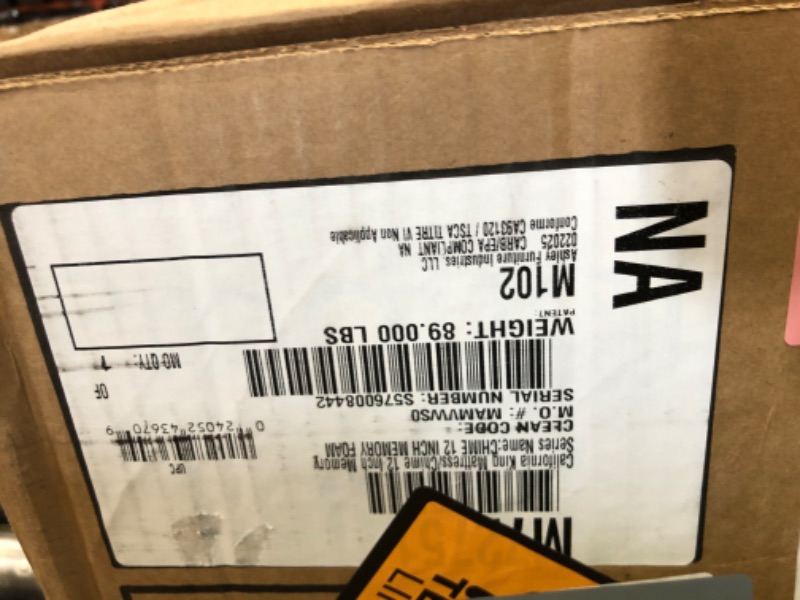 California King Mattress/Chime 12 Inch Memory
Series Name:CHIME 12 INCH MEMORY FOAM
UPC
0 24052 43670 9
CLEAN CODE:
M.O. #: MAMVWS0
SERIAL NUMBER: S576008442
OF
MO QTY: 1
WEIGHT: 89.000 LBS
PATENT:
M102
Ashley Furniture Industries, LLC
022025 CARB/EPA COMPLIANT NA
Conforme CA93120 / TSCA TITRE VI Non Applicable
NA